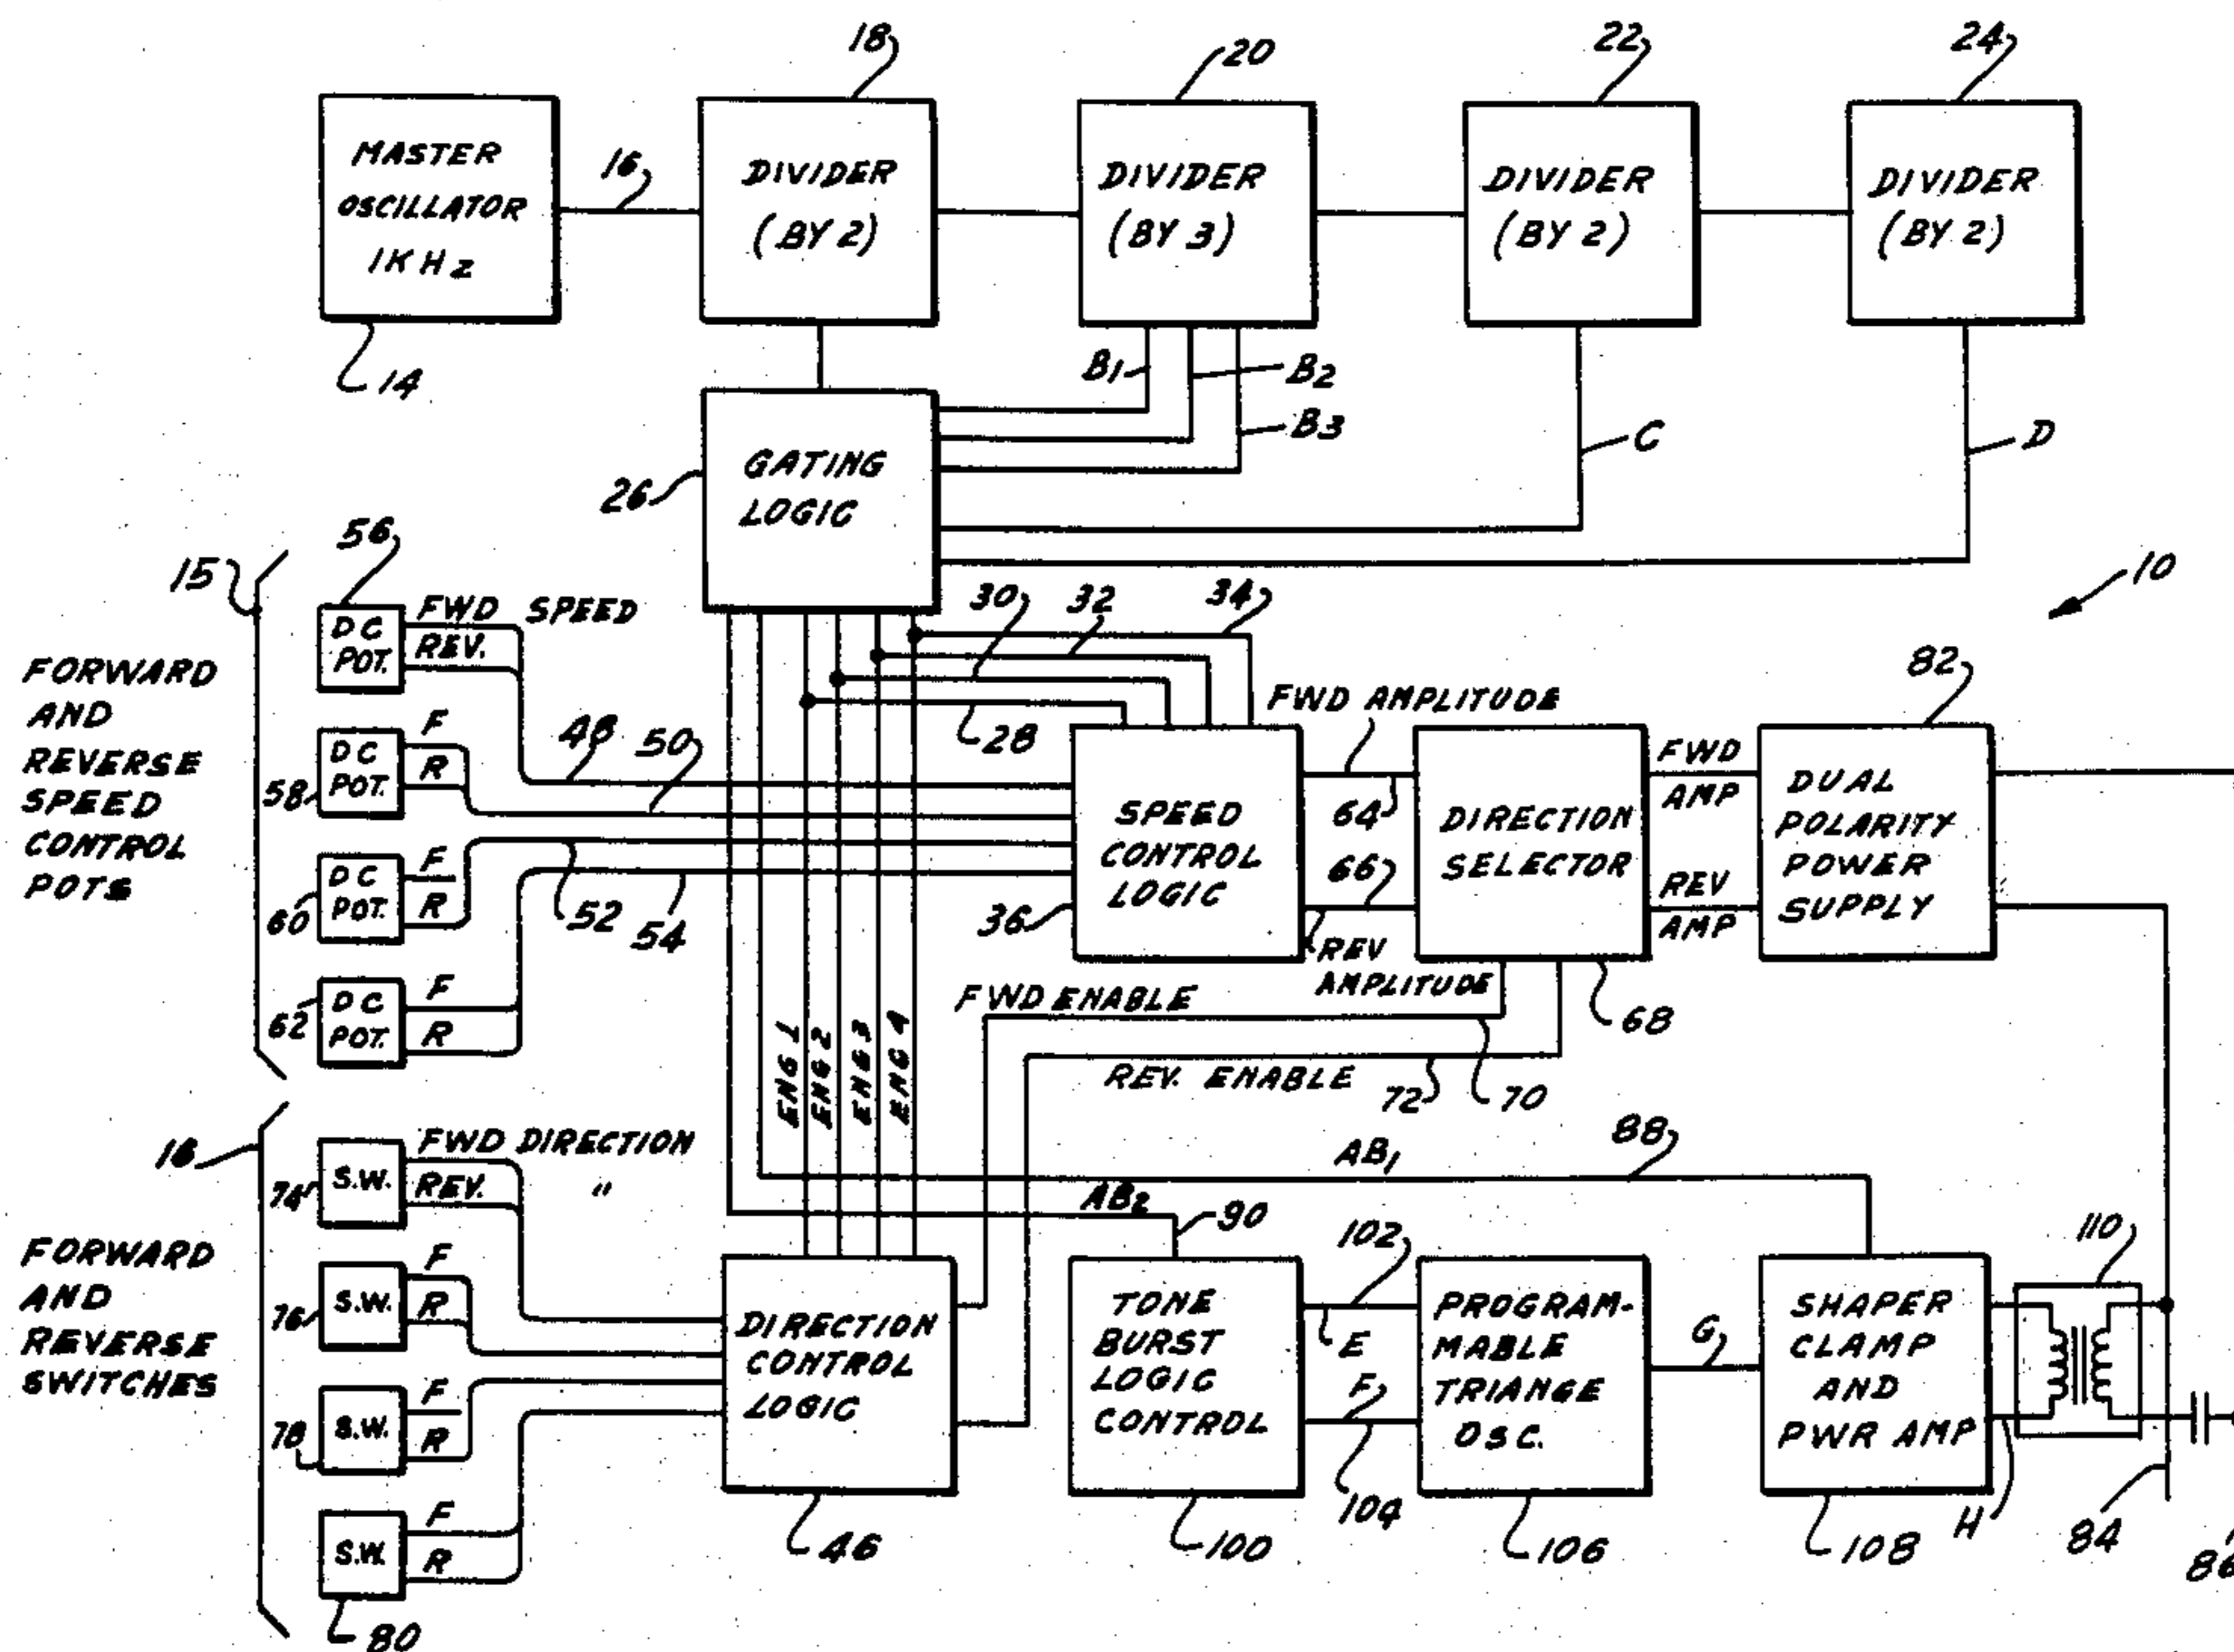 18
20
22
24
MASTER
OSCILLATOR
1KHz
16
DIVIDER
(BY 2)
DIVIDER
(BY 3)
DIVIDER
(BY 2)
DIVIDER
(BY 2)
14
B1
B2
B3
C
D
26
GATING
LOGIC
15
56
FORWARD
AND
REVERSE
SPEED
CONTROL
POTS
DC
POT.
FWD SPEED
REV.
58
DC
POT.
F
R
60
DC
POT.
F
R
62
DC
POT.
F
R
48
50
52
54
30
32
34
28
10
36
SPEED
CONTROL
LOGIC
FWD AMPLITUDE
64
66
REV
AMPLITUDE
DIRECTION
SELECTOR
68
FWD
AMP
REV
AMP
82
DUAL
POLARITY
POWER
SUPPLY
ENG 1
ENG 2
ENG 3
ENG 4
FWD ENABLE
REV. ENABLE
72
70
AB1
88
AB2
90
18
FORWARD
AND
REVERSE
SWITCHES
74
S.W.
FWD DIRECTION
REV. "
76
S.W.
F
R
78
S.W.
F
R
S.W.
F
R
80
DIRECTION
CONTROL
LOGIC
46
TONE
BURST
LOGIC
CONTROL
100
102
E
F
104
PROGRAM-
MABLE
TRIANGE
OSC.
106
G
SHAPER
CLAMP
AND
PWR AMP
108
H
110
84
86